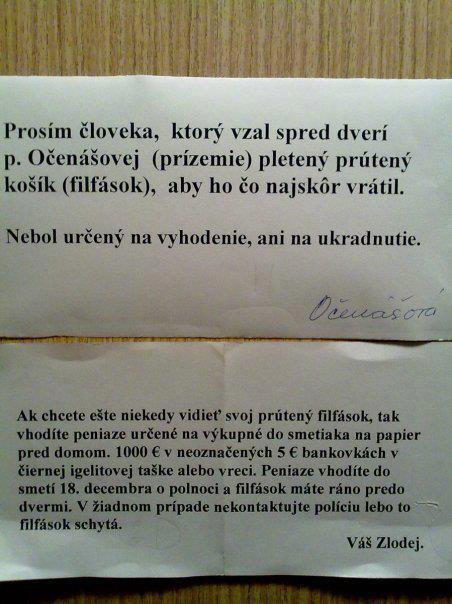 Prosím človeka, ktorý vzal spred dverí
p. Očenášovej (prízemie) pletený prútený
košík (filfások), aby ho čo najskôr vrátil.
Nebol určený na vyhodenie, ani na ukradnutie.
Očenášová
Ak chcete ešte niekedy vidieť svoj prútený filfások, tak
vhodíte peniaze určené na výkupné do smetiaka na papier
pred domom. 1000 € v neoznačených 5 € bankovkách v
čiernej igelitovej taške alebo vreci. Peniaze vhodíte do
smetí 18. decembra o polnoci a filfások máte ráno predo
dvermi. V žiadnom prípade nekontaktujte políciu lebo to
filfások schytá.
Váš Zlodej.